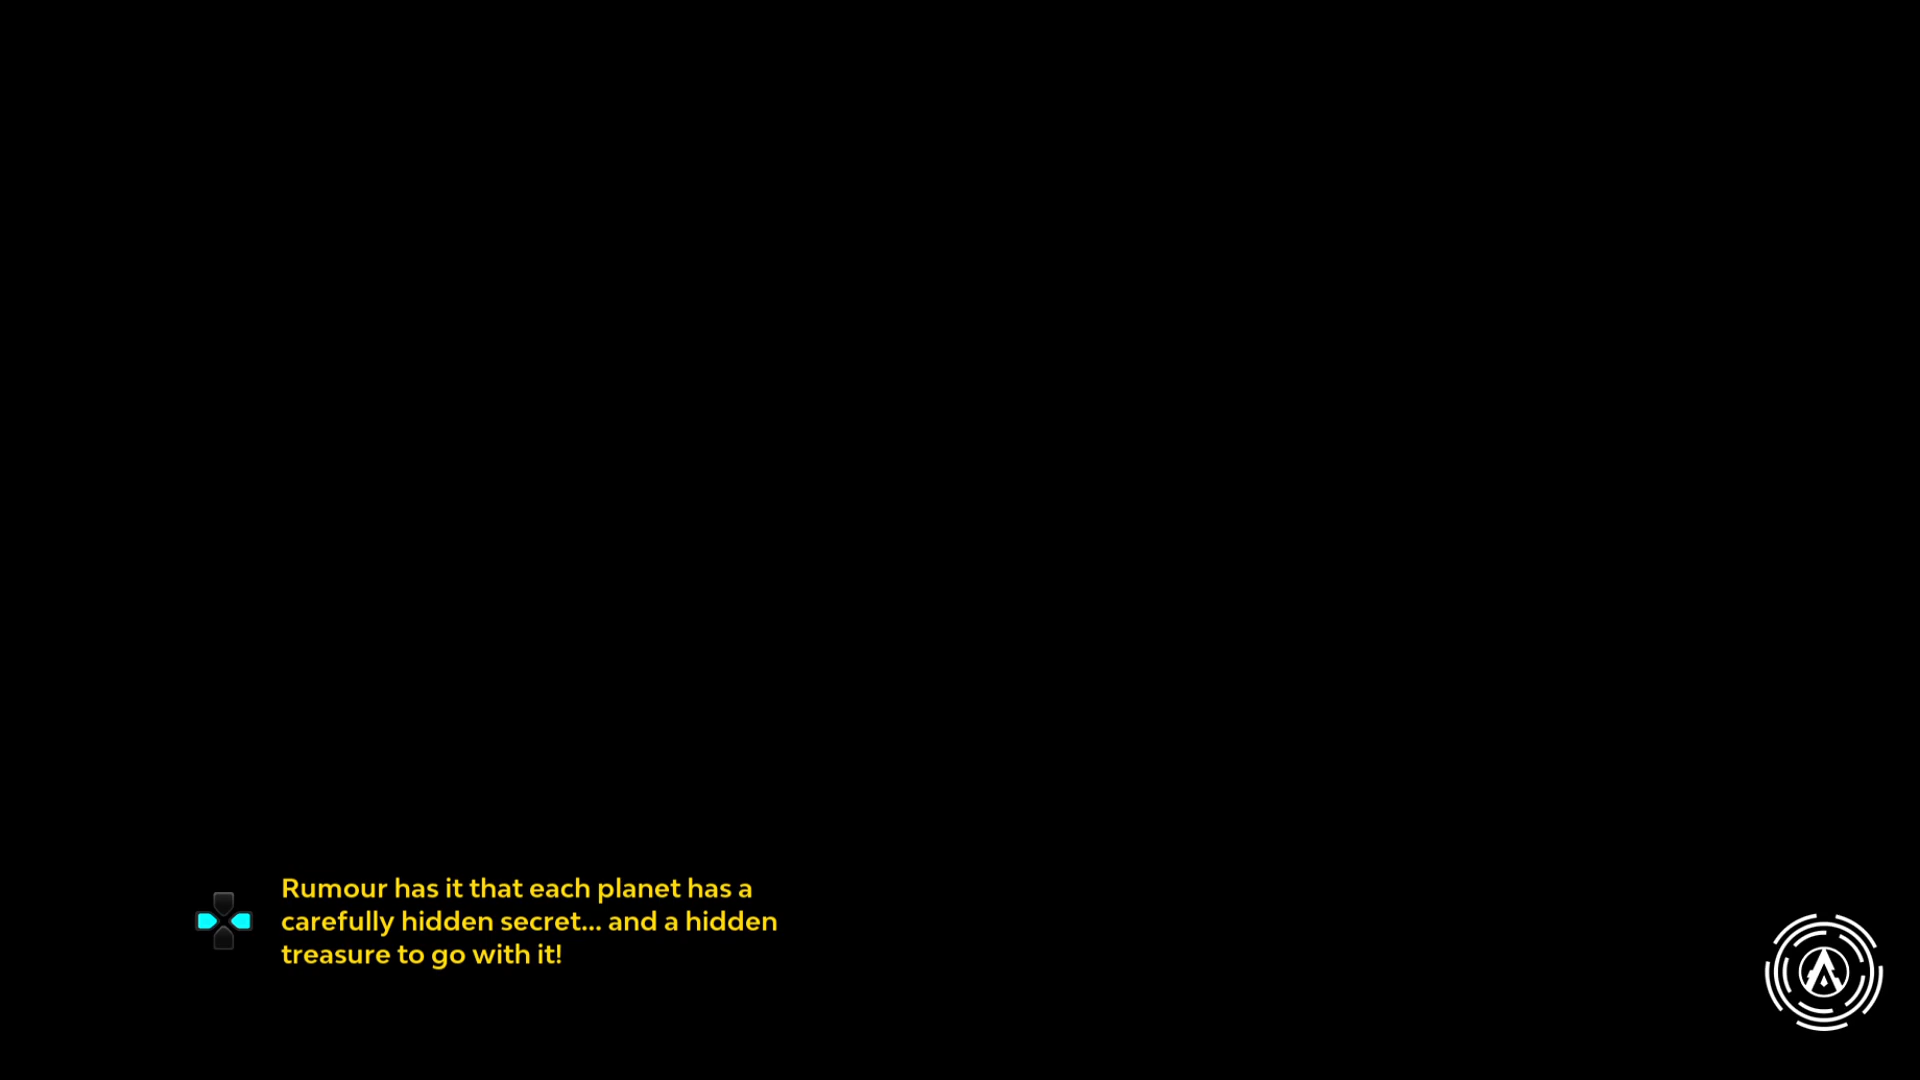 Rumour has it that each planet has a
carefully hidden secret... and a hidden
treasure to go with it!